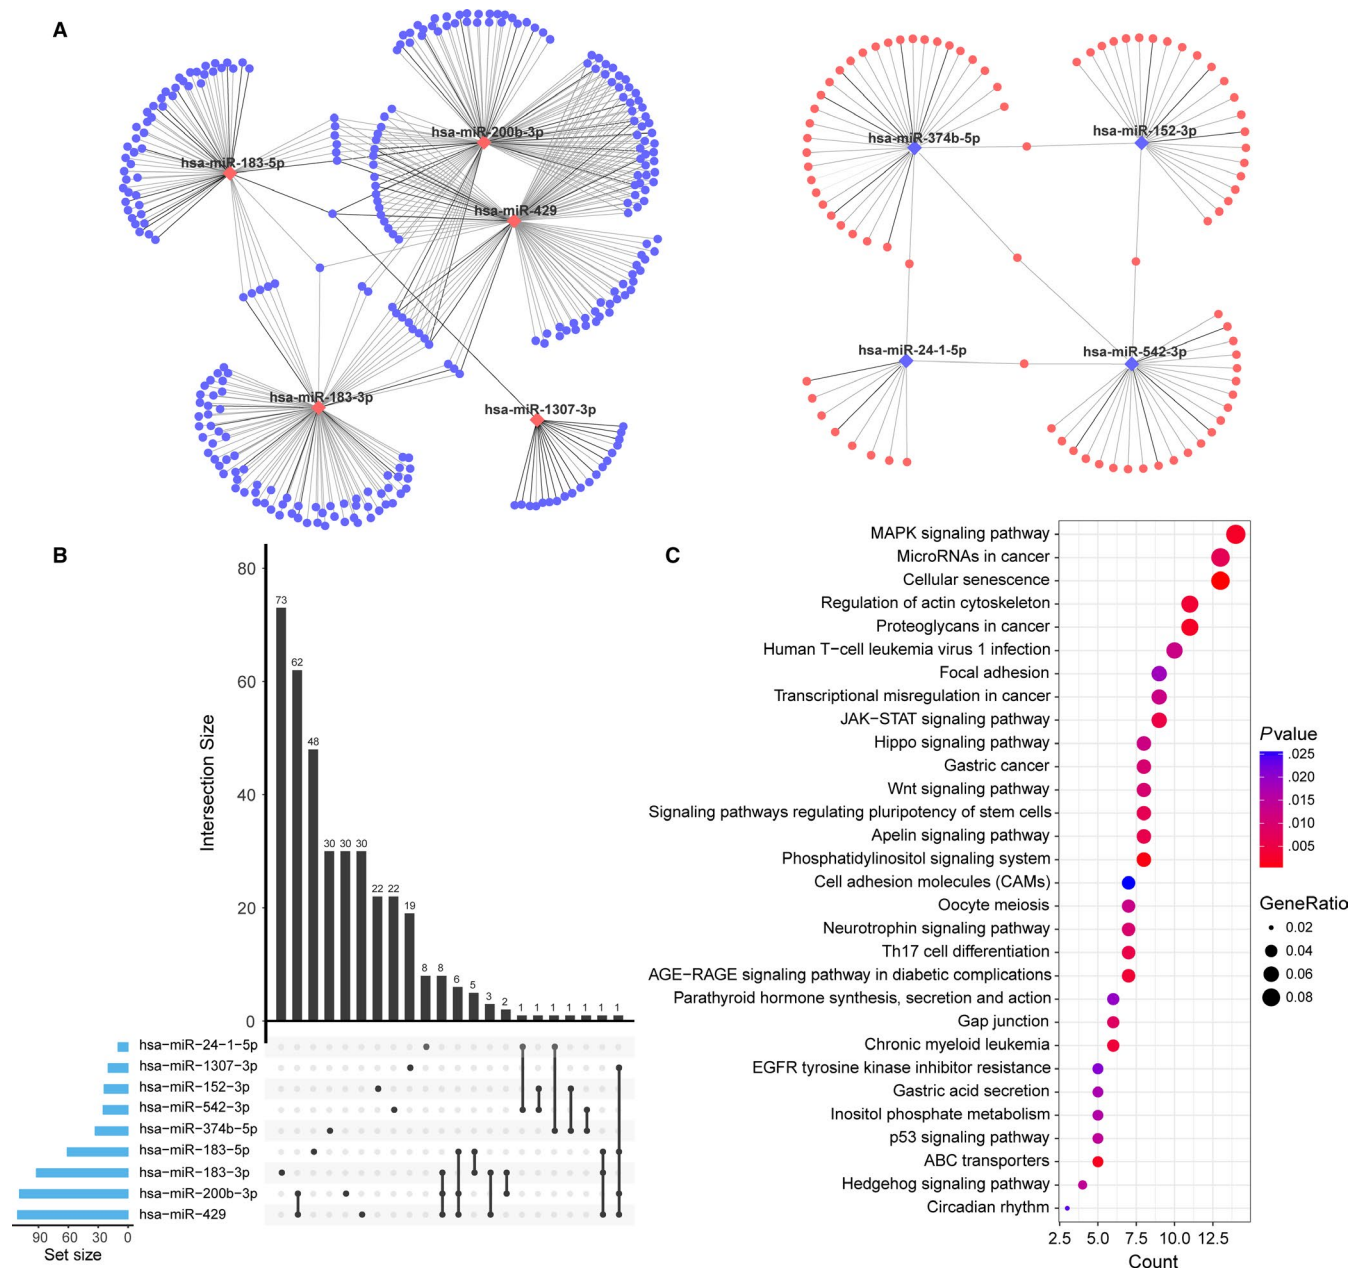 A
hsa-miR-200b-3p
hsa-miR-183-5p
hsa-miR-429
hsa-miR-183-3p
hsa-miR-1307-3p
hsa-miR-374b-5p
hsa-miR-152-3p
hsa-miR-24-1-5p
hsa-miR-542-3p
B
Intersection Size
80
60
40
20
0
73
62
48
30 30 30
22 22
19
8 8
6
5
3
2
1 1 1 1 1 1 1
hsa−miR−24−1−5p
hsa−miR−1307−3p
hsa−miR−152−3p
hsa−miR−542−3p
hsa−miR−374b−5p
hsa−miR−183−5p
hsa−miR−183−3p
hsa−miR−200b−3p
hsa−miR−429
90 60 30 0
Set size
C
MAPK signaling pathway
MicroRNAs in cancer
Cellular senescence
Regulation of actin cytoskeleton
Proteoglycans in cancer
Human T−cell leukemia virus 1 infection
Focal adhesion
Transcriptional misregulation in cancer
JAK−STAT signaling pathway
Hippo signaling pathway
Gastric cancer
Wnt signaling pathway
Signaling pathways regulating pluripotency of stem cells
Apelin signaling pathway
Phosphatidylinositol signaling system
Cell adhesion molecules (CAMs)
Oocyte meiosis
Neurotrophin signaling pathway
Th17 cell differentiation
AGE−RAGE signaling pathway in diabetic complications
Parathyroid hormone synthesis, secretion and action
Gap junction
Chronic myeloid leukemia
EGFR tyrosine kinase inhibitor resistance
Gastric acid secretion
Inositol phosphate metabolism
p53 signaling pathway
ABC transporters
Hedgehog signaling pathway
Circadian rhythm
2.5 5.0 7.5 10.0 12.5
Count
Pvalue
.025
.020
.015
.010
.005
GeneRatio
0.02
0.04
0.06
0.08